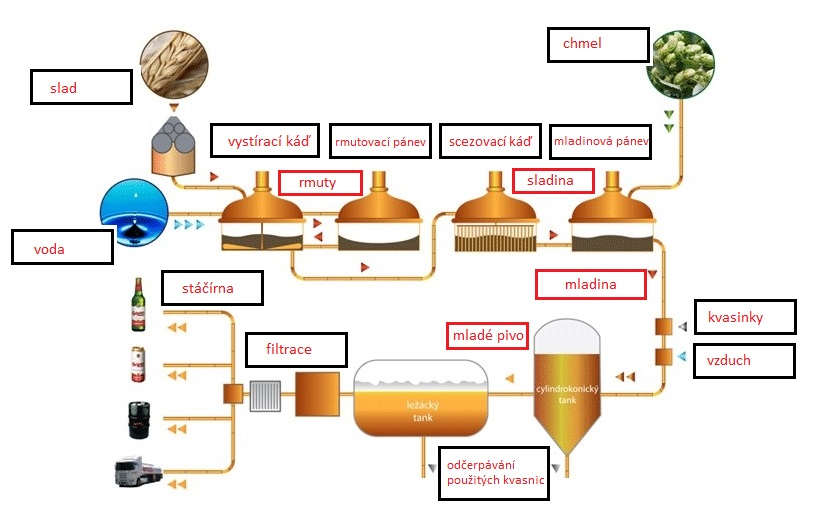 chmel
slad
vystírací káď
rmutovací pánev
scezovací káď
mladinová pánev
rmuty
sladina
voda
mladina
stáčírna
kvasinky
mladé pivo
filtrace
vzduch
cylindrokonický
tank
ležácký
tank
odčerpávání
použitých kvasnic